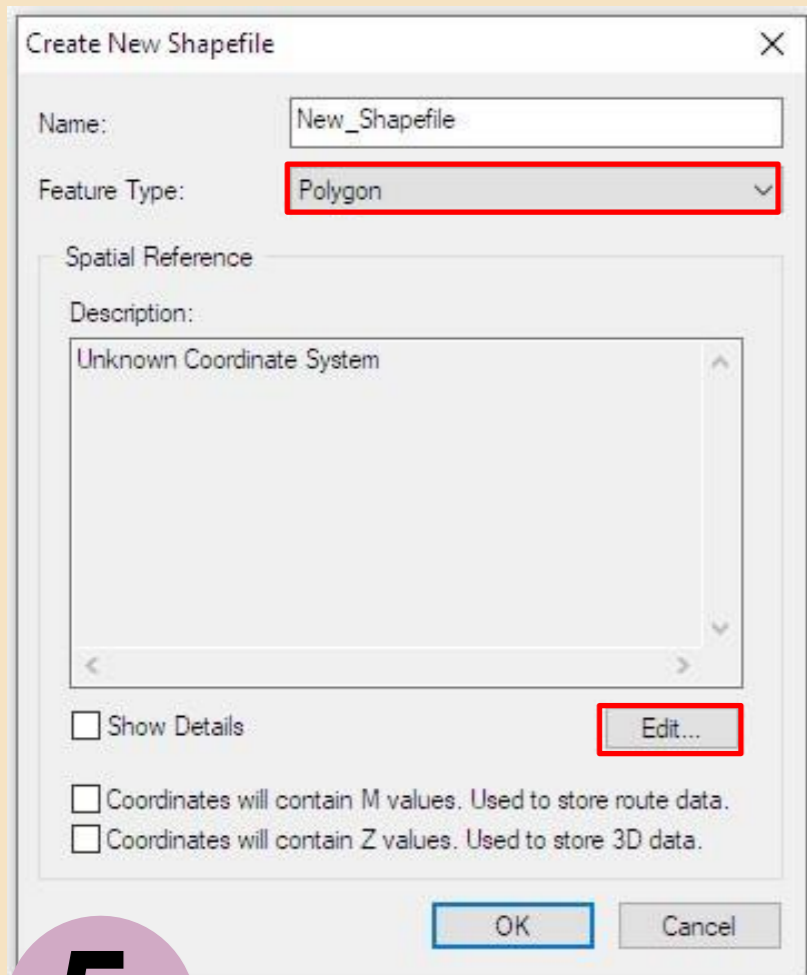 Create New Shapefile
Name: New_Shapefile
Feature Type: Polygon
Spatial Reference
Description:
Unknown Coordinate System
Show Details Edit...
Coordinates will contain M values. Used to store route data.
Coordinates will contain Z values. Used to store 3D data.
OK Cancel
5